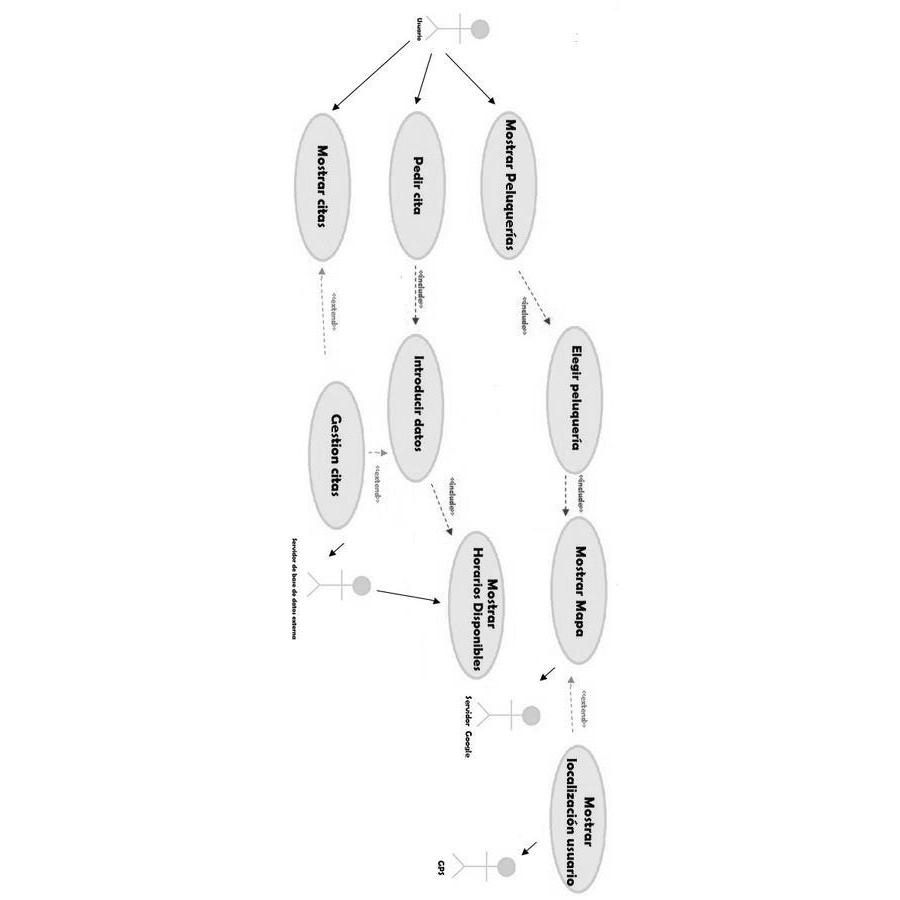 Usuario
Mostrar Peluquerías
<<include>>
Elegir peluquería
<<include>>
Mostrar Mapa
<<extend>>
Mostrar
localización usuario
Servidor Google
GPS
Pedir cita
<<include>>
Introducir datos
<<include>>
Mostrar
Horarios Disponibles
<<extend>>
Mostrar citas
<<extend>>
Gestion citas
Servidor de base de datos externa